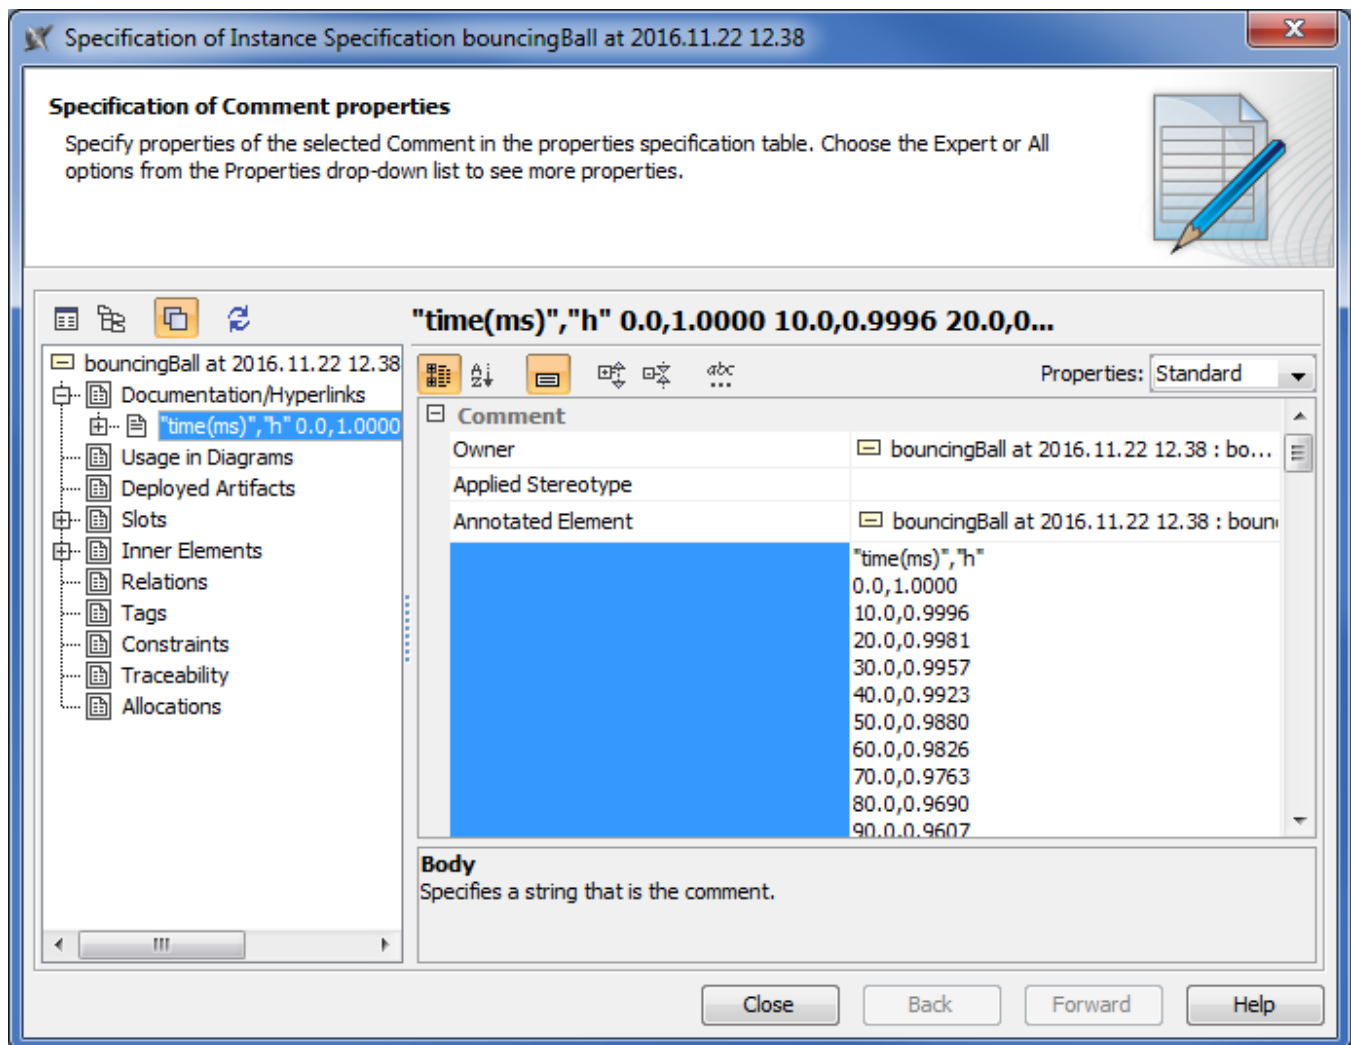 Specification of Instance Specification bouncingBall at 2016.11.22 12.38
Specification of Comment properties
Specify properties of the selected Comment in the properties specification table. Choose the Expert or All
options from the Properties drop-down list to see more properties.
"time(ms)","h" 0.0,1.0000 10.0,0.9996 20.0,0...
bouncingBall at 2016.11.22 12.38
Documentation/Hyperlinks
"time(ms)","h" 0.0,1.0000
Usage in Diagrams
Deployed Artifacts
Slots
Inner Elements
Relations
Tags
Constraints
Traceability
Allocations
Properties: Standard
Comment
Owner bouncingBall at 2016.11.22 12.38 : bo...
Applied Stereotype
Annotated Element bouncingBall at 2016.11.22 12.38 : boun
"time(ms)","h"
0.0,1.0000
10.0,0.9996
20.0,0.9981
30.0,0.9957
40.0,0.9923
50.0,0.9880
60.0,0.9826
70.0,0.9763
80.0,0.9690
90.0,0.9607
Body
Specifies a string that is the comment.
Close Back Forward Help